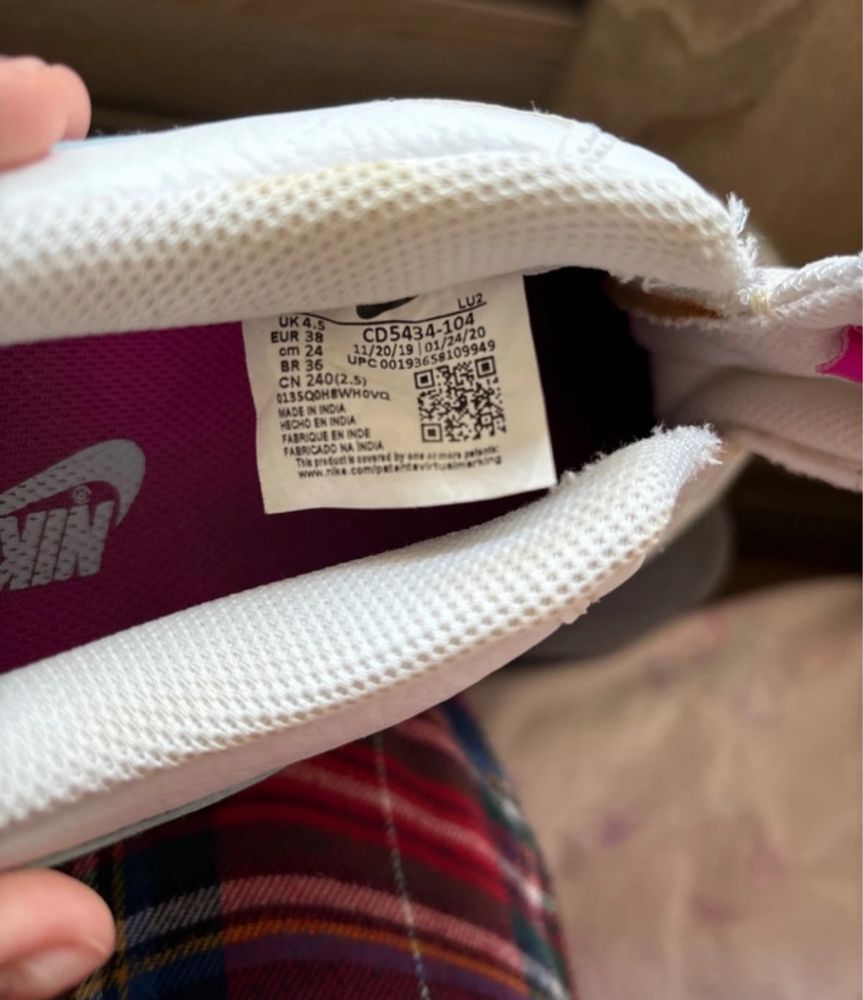 LU2
UK 4.5
EUR 38
cm 24
BR 36
CN 240(2.5)
CD5434-104
11/20/19 | 01/24/20
UPC 00193658109949
MADE IN INDIA
HECHO EN INDIA
FABRIQUE EN INDE
FABRICADO NA ÍNDIA
This product is covered by one or more patents:
www.nike.com/patentsvirtualmarking
NIK